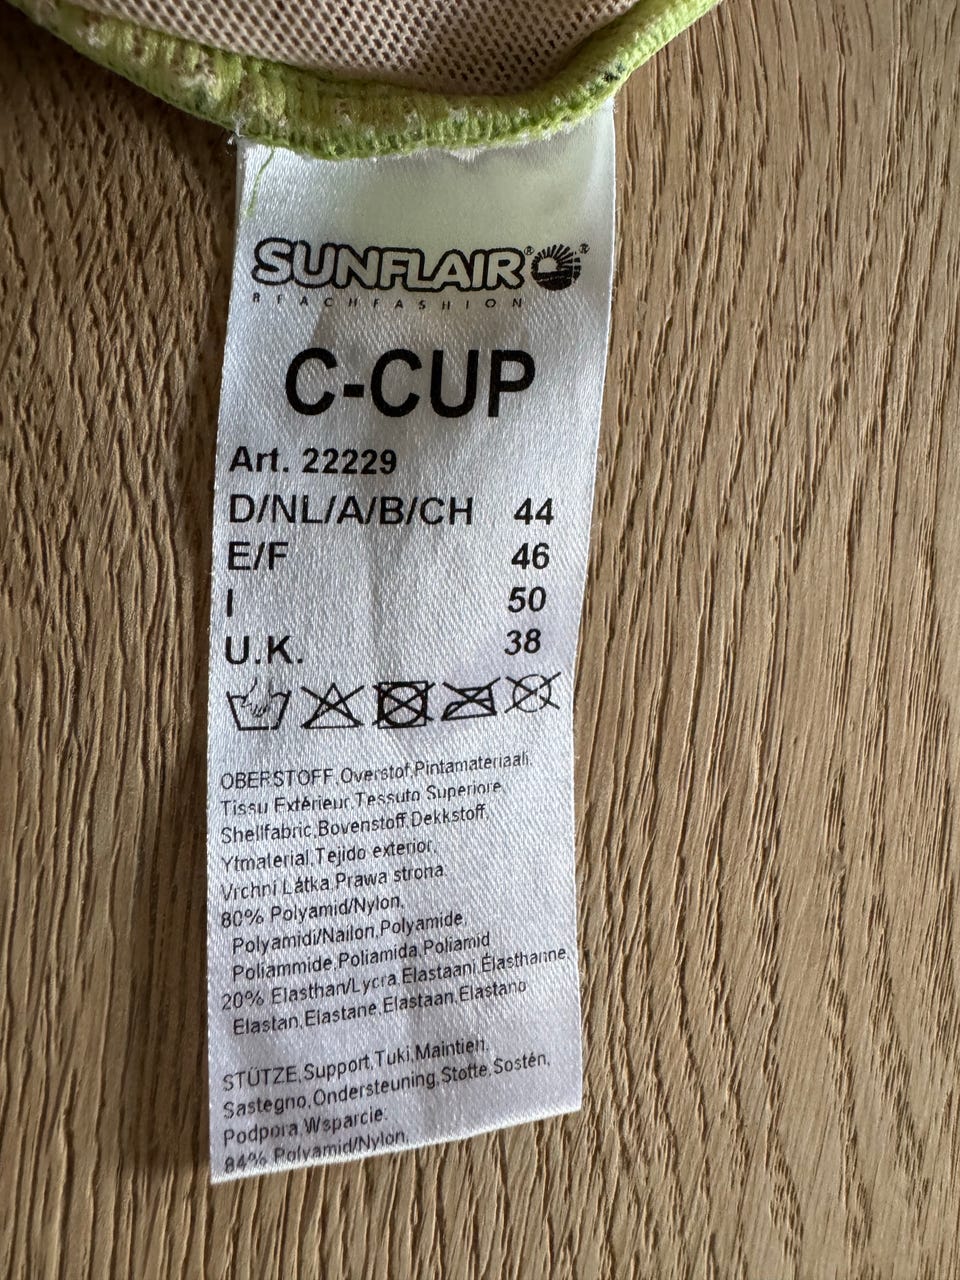 SUNFLAIR®®
BEACHFASHION
C-CUP
Art. 22229
D/NL/A/B/CH 44
E/F 46
I 50
U.K. 38
OBERSTOFF,Overstof,Pintamateriaali,
Tissu Extérieur,Tessuto Superiore,
Shellfabric,Bovenstoff,Dekkstoff,
Ytmaterial,Tejido exterior,
Vrchní Látka,Prawa strona.
80% Polyamid/Nylon,
Polyamidi/Nailon,Polyamide,
Poliammide,Poliamida,Poliamid
20% Elasthan/Lycra,Elastaani,Élasthanne,
Elastan,Elastane,Elastaan,Elastano
STÜTZE,Support,Tuki,Maintien,
Sastegno,Ondersteuning,Stotte,Sostén,
Podpora,Wsparcie.
84% Polyamid/Nylon,